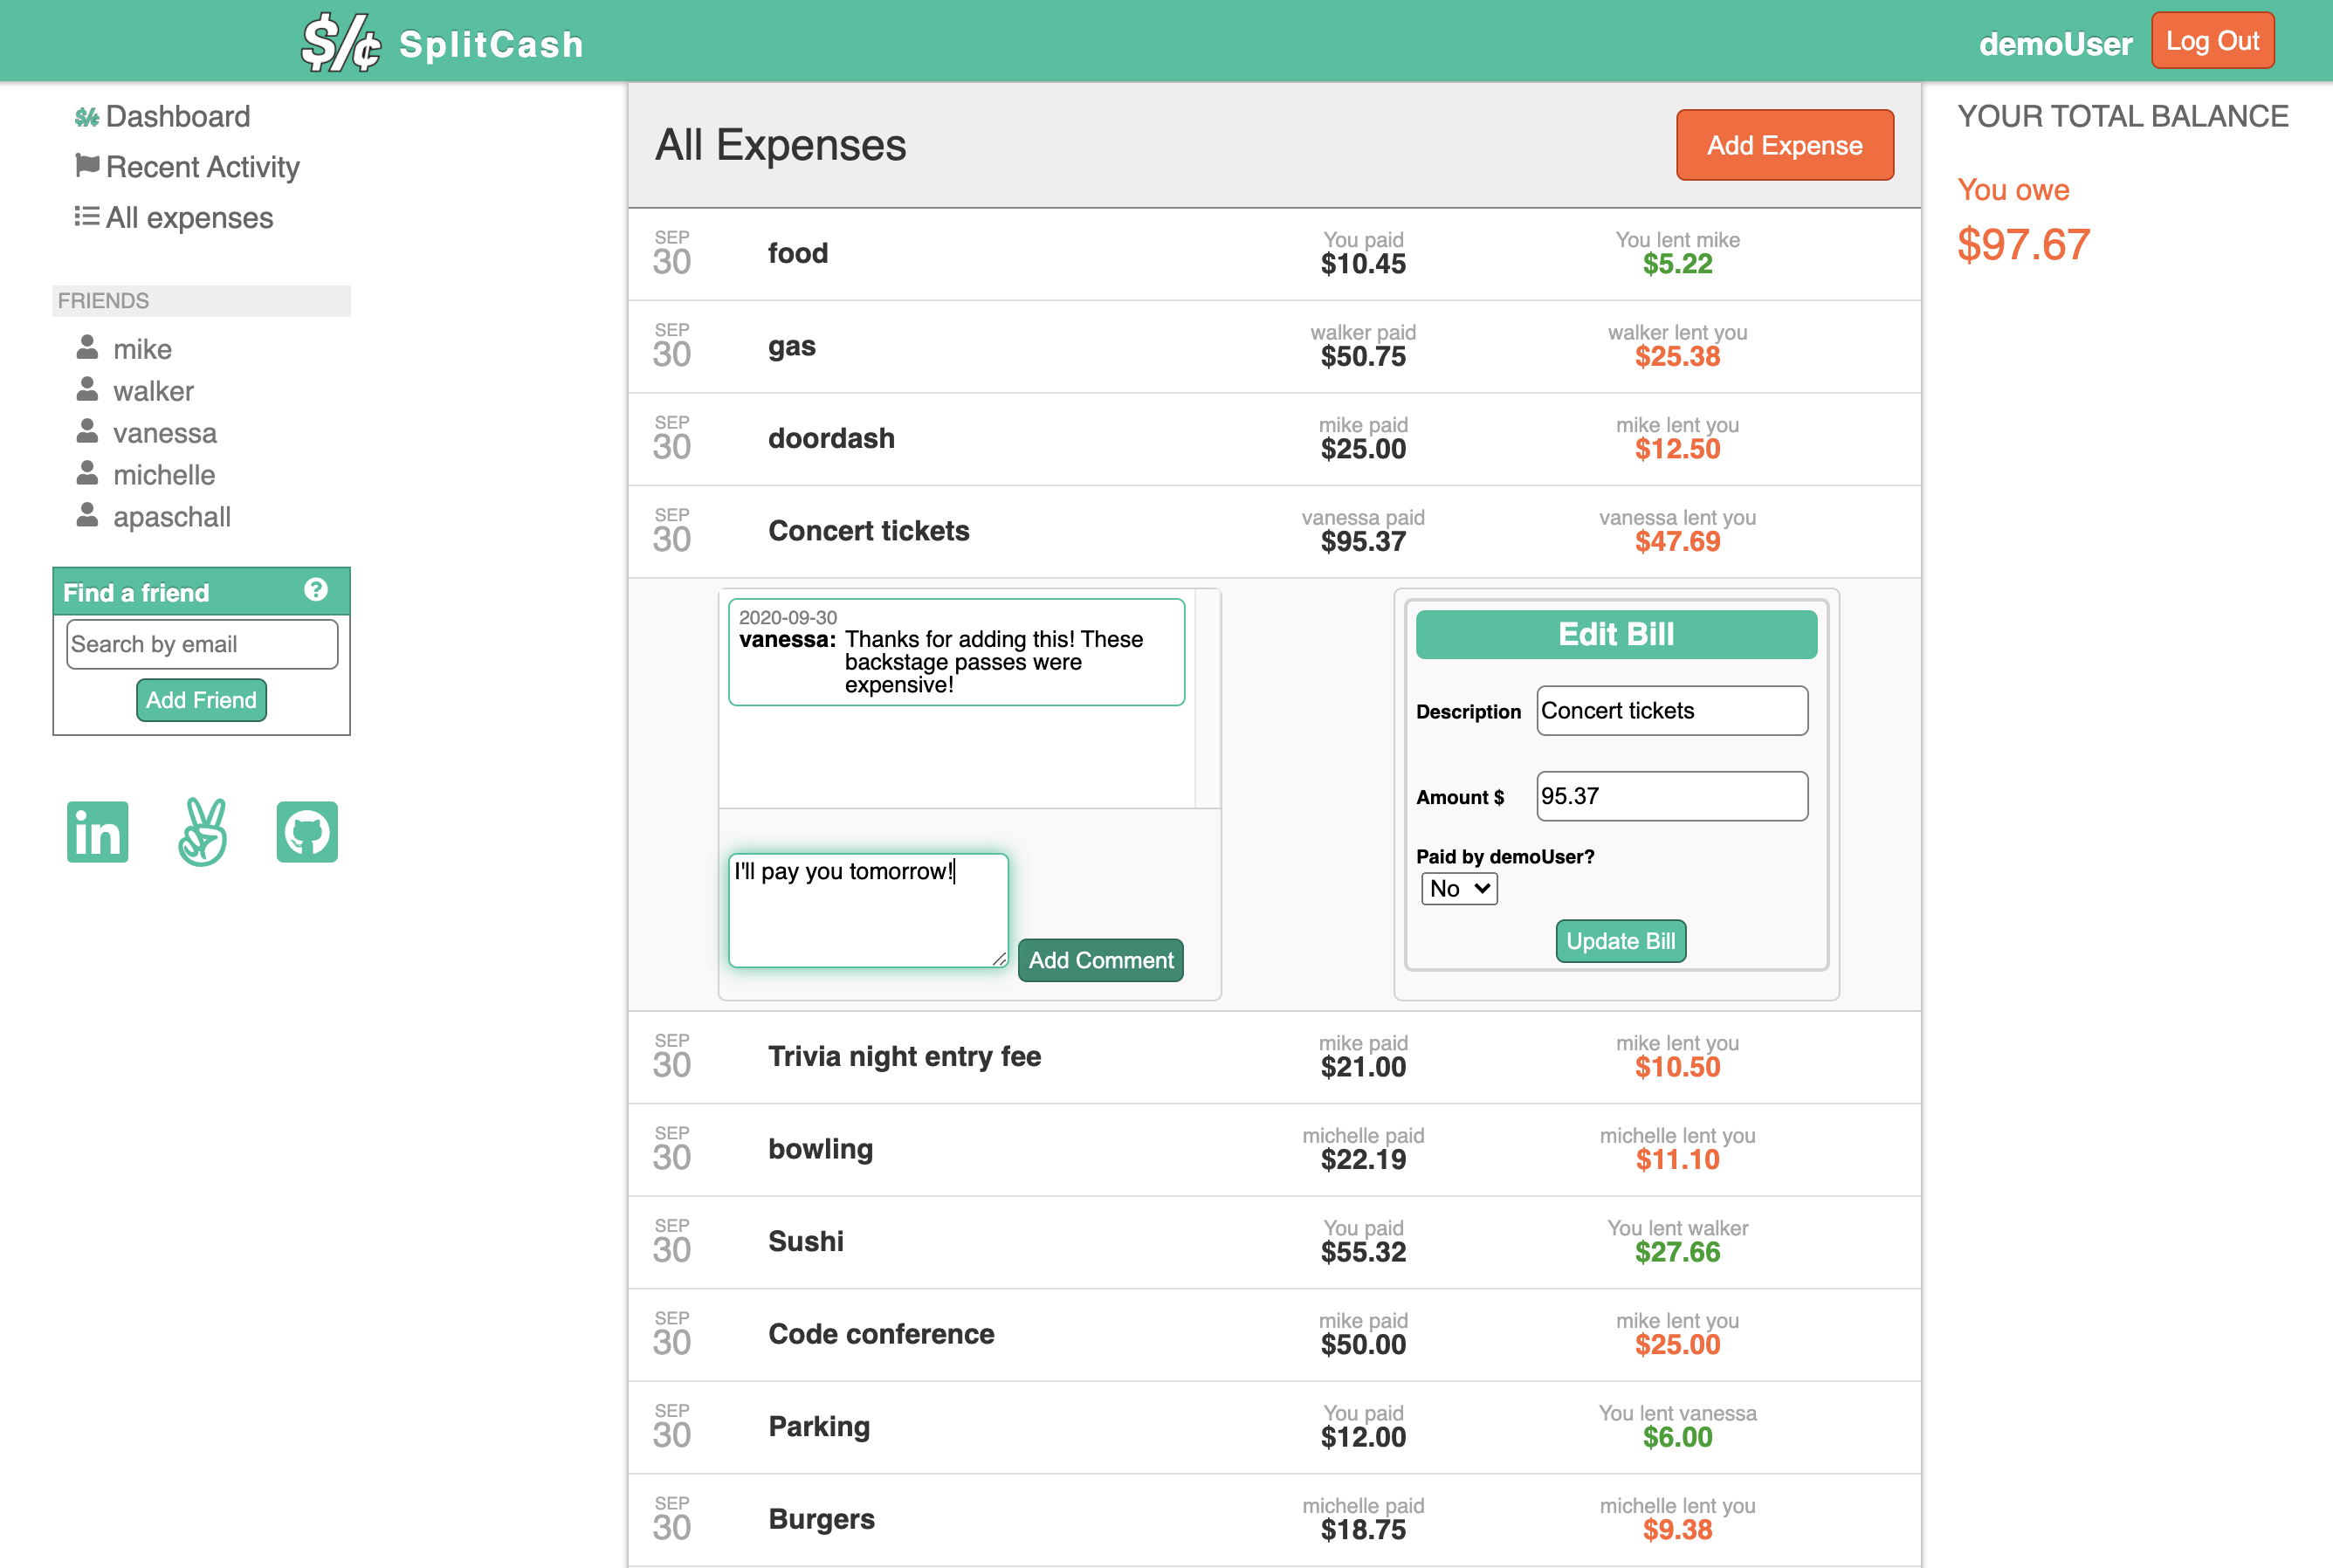 $/¢ SplitCash
demoUser
Log Out
Dashboard
Recent Activity
All expenses
FRIENDS
mike
walker
vanessa
michelle
apaschall
Find a friend
?
Search by email
Add Friend
in
All Expenses
Add Expense
SEP
30
food
You paid
$10.45
You lent mike
$5.22
SEP
30
gas
walker paid
$50.75
walker lent you
$25.38
SEP
30
doordash
mike paid
$25.00
mike lent you
$12.50
SEP
30
Concert tickets
vanessa paid
$95.37
vanessa lent you
$47.69
2020-09-30
vanessa: Thanks for adding this! These
backstage passes were
expensive!
I'll pay you tomorrow!
Add Comment
Edit Bill
Description
Concert tickets
Amount $
95.37
Paid by demoUser?
No
Update Bill
SEP
30
Trivia night entry fee
mike paid
$21.00
mike lent you
$10.50
SEP
30
bowling
michelle paid
$22.19
michelle lent you
$11.10
SEP
30
Sushi
You paid
$55.32
You lent walker
$27.66
SEP
30
Code conference
mike paid
$50.00
mike lent you
$25.00
SEP
30
Parking
You paid
$12.00
You lent vanessa
$6.00
SEP
30
Burgers
michelle paid
$18.75
michelle lent you
$9.38
YOUR TOTAL BALANCE
You owe
$97.67